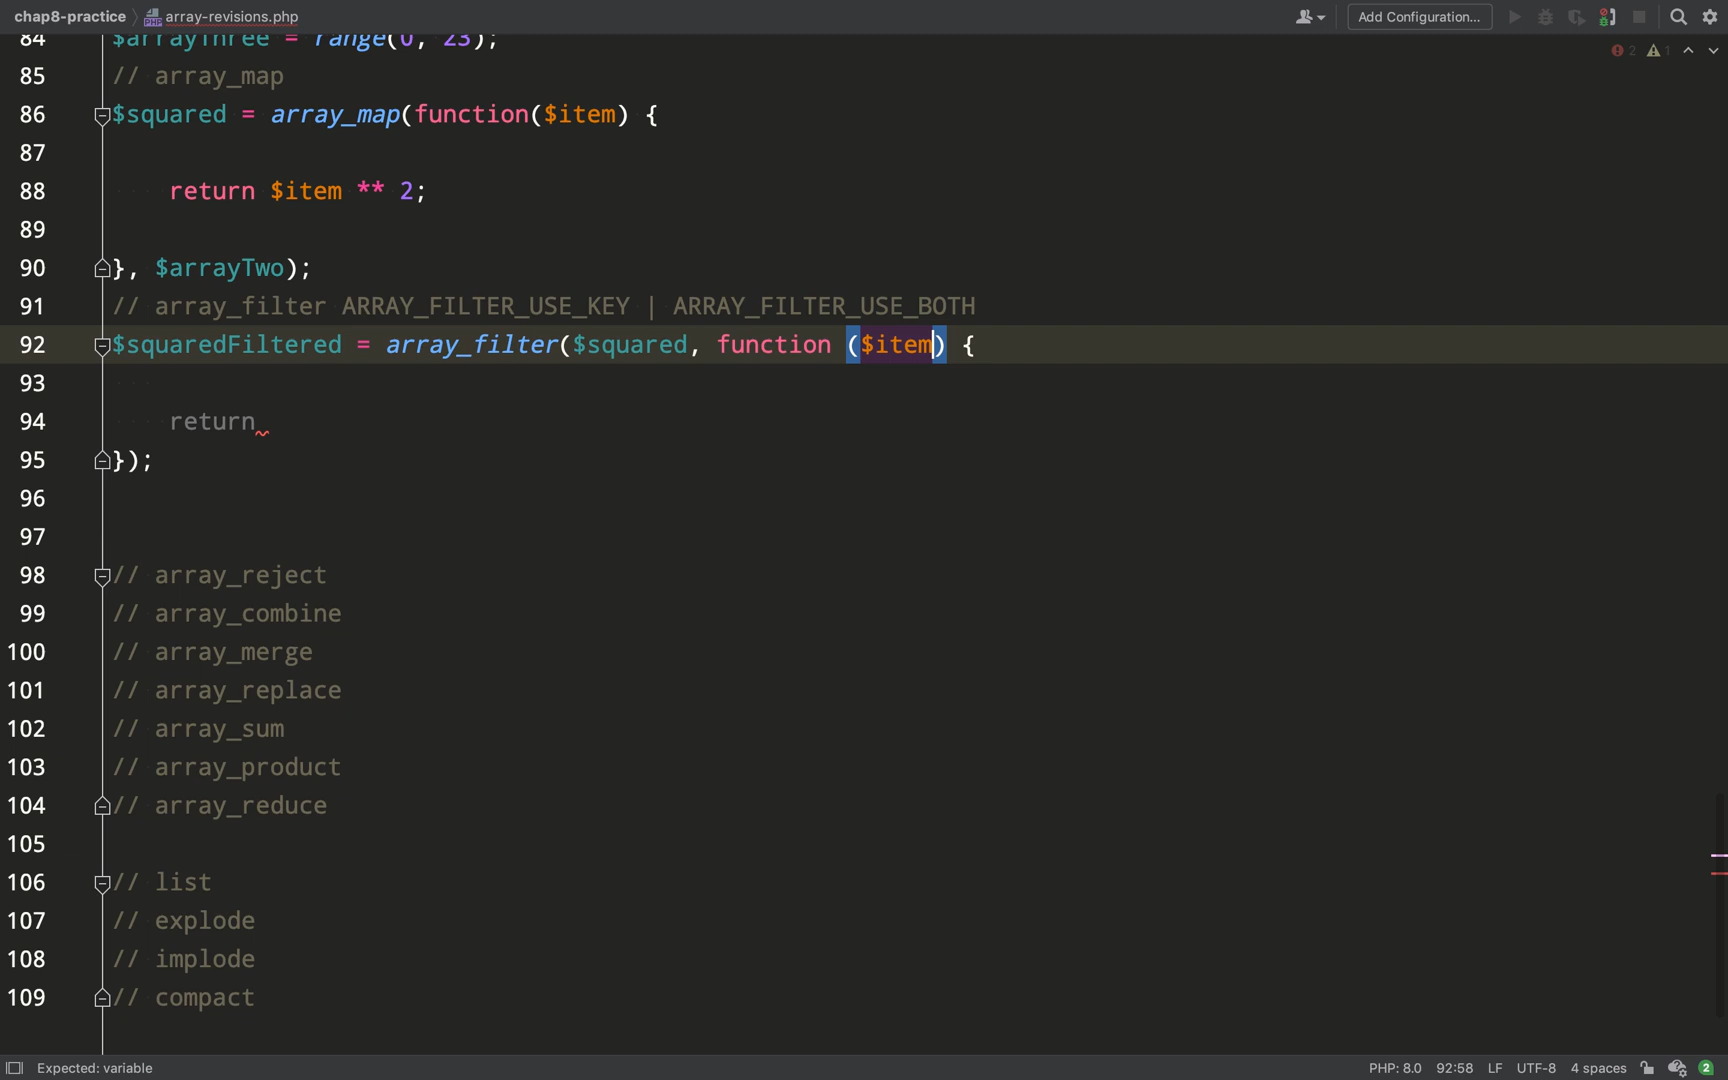 chap8-practice array-revisions.php Add Configuration...
2 1
84 $arrayThree = range(0, 23);
85 // array_map
86 $squared = array_map(function($item) {
87
88 return $item ** 2;
89
90 }, $arrayTwo);
91 // array_filter ARRAY_FILTER_USE_KEY | ARRAY_FILTER_USE_BOTH
92 $squaredFiltered = array_filter($squared, function ($item) {
93
94 return
95 });
96
97
98 // array_reject
99 // array_combine
100 // array_merge
101 // array_replace
102 // array_sum
103 // array_product
104 // array_reduce
105
106 // list
107 // explode
108 // implode
109 // compact
Expected: variable PHP: 8.0 92:58 LF UTF-8 4 spaces 2